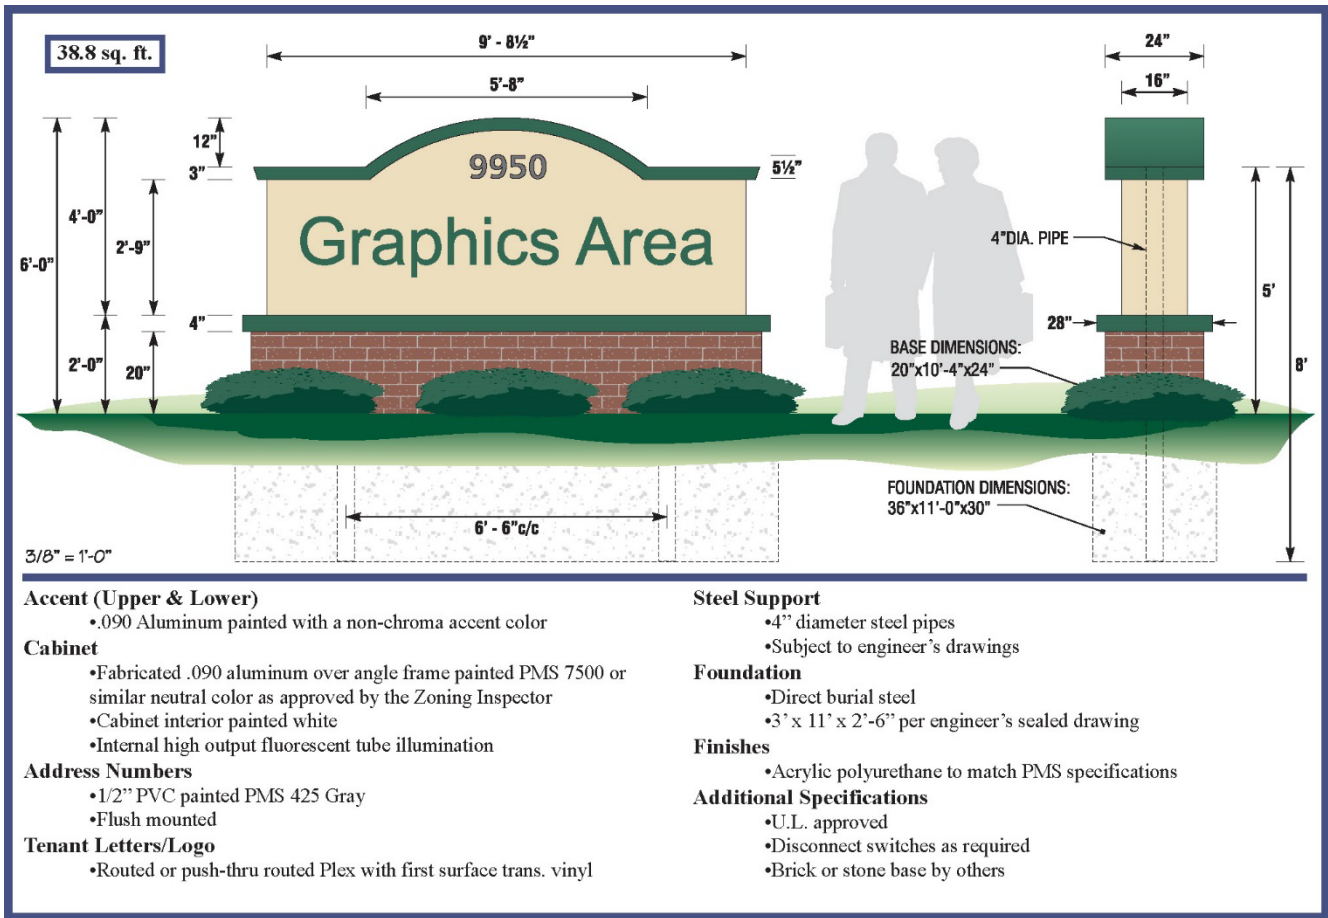 38.8 sq. ft.
9' - 8½"
5'-8"
24"
16"
12"
3"
5½"
9950
4'-0"
6'-0"
2'-9"
Graphics Area
4"DIA. PIPE
5'
4"
28"
2'-0"
20"
BASE DIMENSIONS:
20"x10'-4"x24"
8'
FOUNDATION DIMENSIONS:
36"x11'-0"x30"
6' - 6"c/c
3/8" = 1'-0"
Accent (Upper & Lower)
•.090 Aluminum painted with a non-chroma accent color
Cabinet
•Fabricated .090 aluminum over angle frame painted PMS 7500 or
similar neutral color as approved by the Zoning Inspector
•Cabinet interior painted white
•Internal high output fluorescent tube illumination
Address Numbers
•1/2” PVC painted PMS 425 Gray
•Flush mounted
Tenant Letters/Logo
•Routed or push-thru routed Plex with first surface trans. vinyl
Steel Support
•4” diameter steel pipes
•Subject to engineer’s drawings
Foundation
•Direct burial steel
•3’ x 11’ x 2’-6” per engineer’s sealed drawing
Finishes
•Acrylic polyurethane to match PMS specifications
Additional Specifications
•U.L. approved
•Disconnect switches as required
•Brick or stone base by others